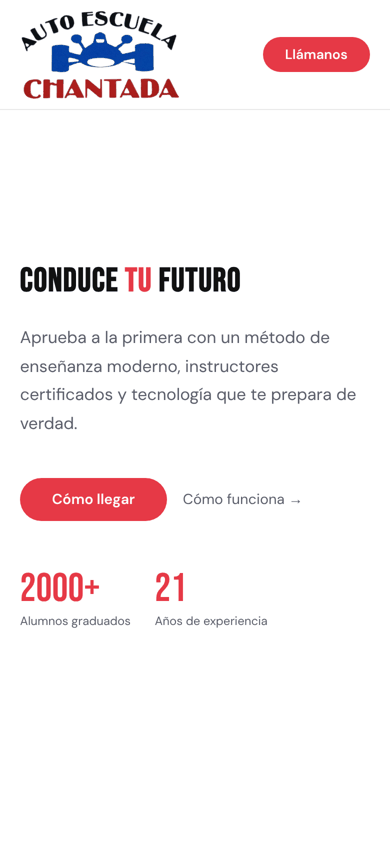 AUTO ESCUELA
CHANTADA
Llámanos
CONDUCE TU FUTURO
Aprueba a la primera con un método de
enseñanza moderno, instructores
certificados y tecnología que te prepara de
verdad.
Cómo llegar
Cómo funciona →
2000+
21
Alumnos graduados
Años de experiencia